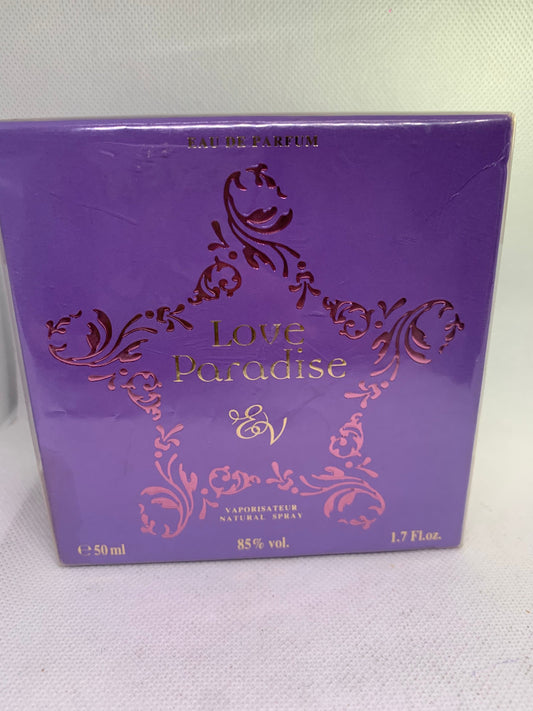 EAU DE PARFUM
Love
Paradise
EV
VAPORISATEUR
NATURAL SPRAY
℮ 50 ml 85% vol. 1.7 Fl.oz.